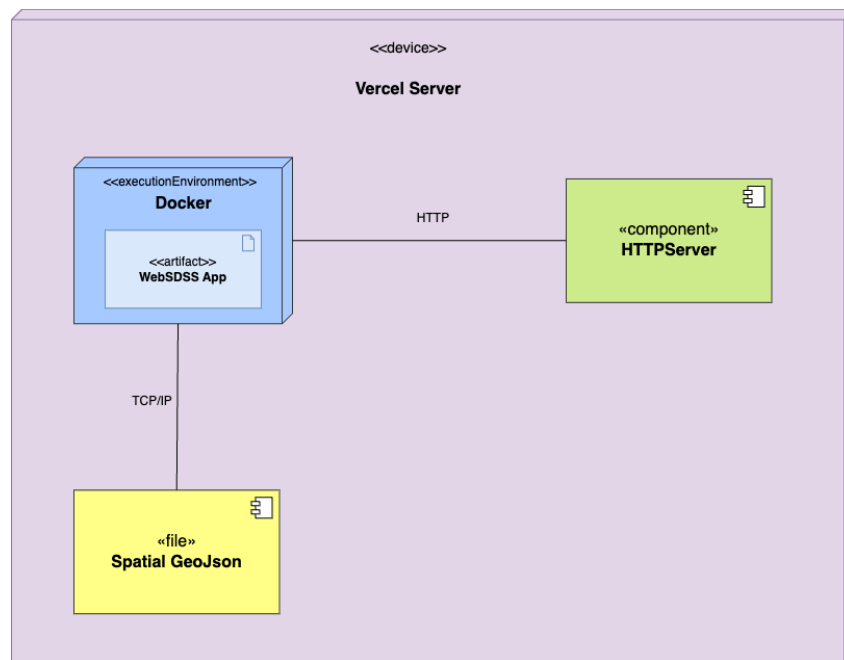 <<device>>
Vercel Server
<<executionEnvironment>>
Docker
<<artifact>>
WebSDSS App
HTTP
«component»
HTTPServer
TCP/IP
«file»
Spatial GeoJson